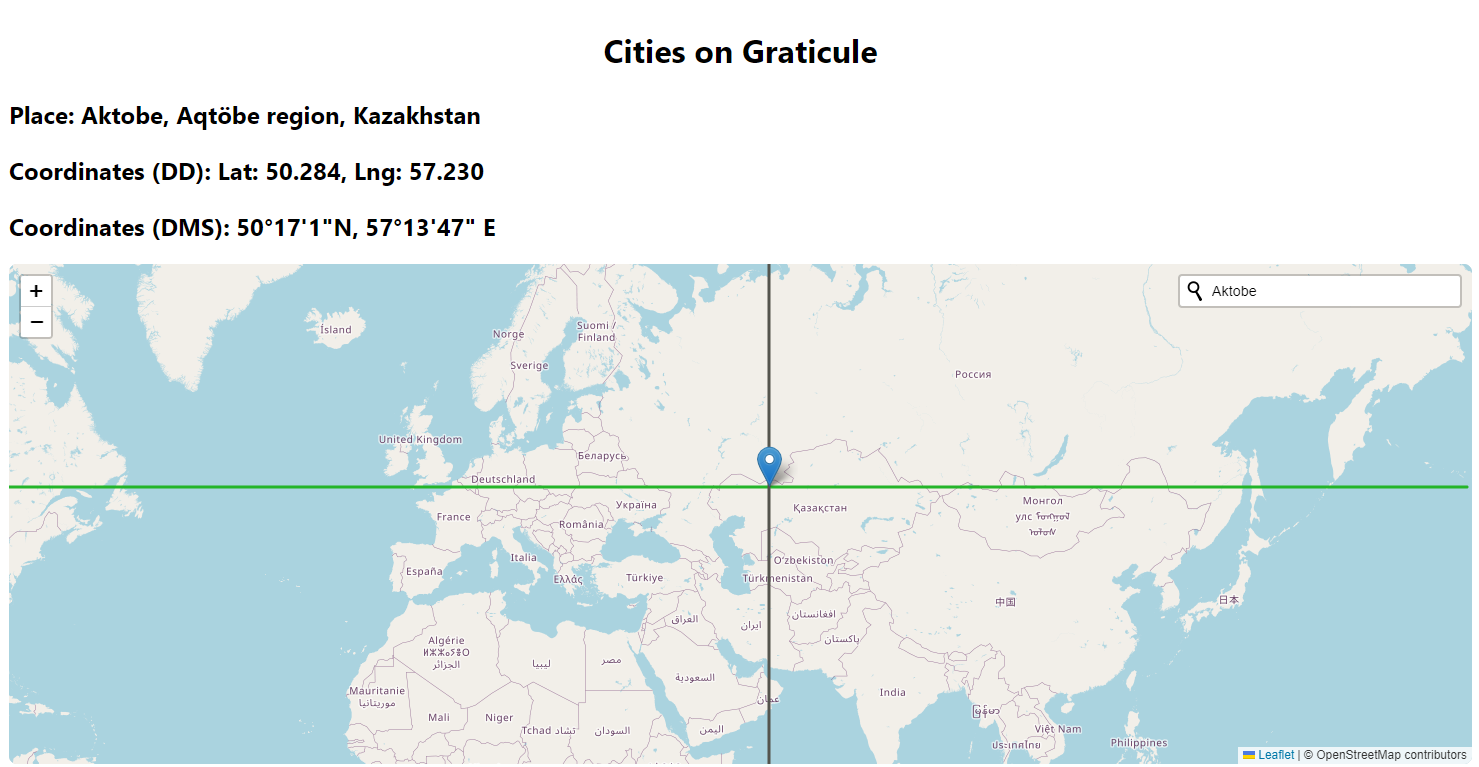 Cities on Graticule
Place: Aktobe, Aqtöbe region, Kazakhstan
Coordinates (DD): Lat: 50.284, Lng: 57.230
Coordinates (DMS): 50°17'1"N, 57°13'47" E
+
−
Aktobe
Ísland
Norge
Suomi /
Finland
Sverige
Россия
United Kingdom
Беларусь
Deutschland
Україна
Қазақстан
Монгол
улс
France
România
Italia
O‘zbekiston
España
Ελλάς
Türkiye
Türkmenistan
中国
日本
افغانستان
العراق
ایران
پاکستان
Algérie
ⵍⵣⵣⴰⵢⴻⵔ
الجزائر
ليبيا
مصر
السعودية
Mauritanie
موريتانيا
India
عمان
Mali
Niger
Tchad تشاد
السودان
اليمن
မြန်မာ
Việt Nam
ประเทศไทย
Philippines
Leaflet | © OpenStreetMap contributors